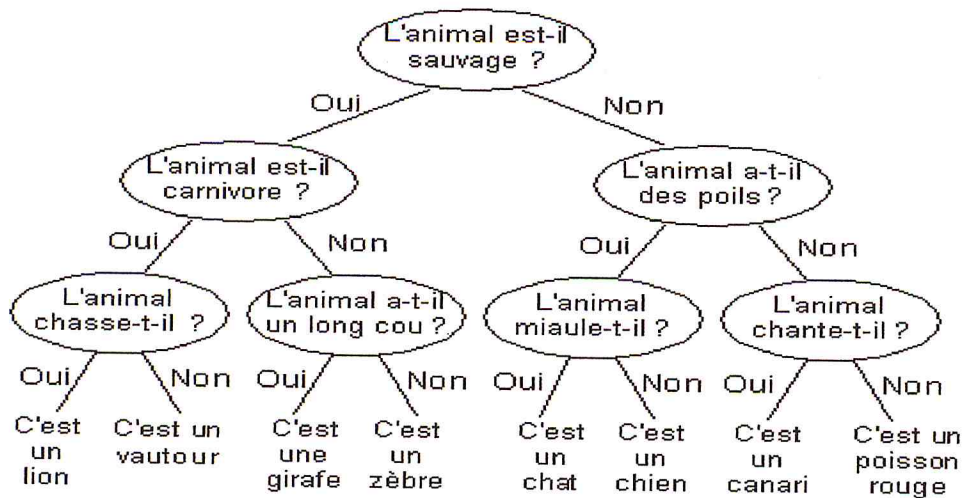 L'animal est-il
sauvage ?
Oui
Non
L'animal est-il
carnivore ?
L'animal a-t-il
des poils ?
Oui
Non
Oui
Non
L'animal
chasse-t-il ?
L'animal a-t-il
un long cou ?
L'animal
miaule-t-il ?
L'animal
chante-t-il ?
Oui
Non
Oui
Non
Oui
Non
Oui
Non
C'est
un
lion
C'est un
vautour
C'est
une
girafe
C'est
un
zèbre
C'est
un
chat
C'est
un
chien
C'est
un
canari
C'est un
poisson
rouge